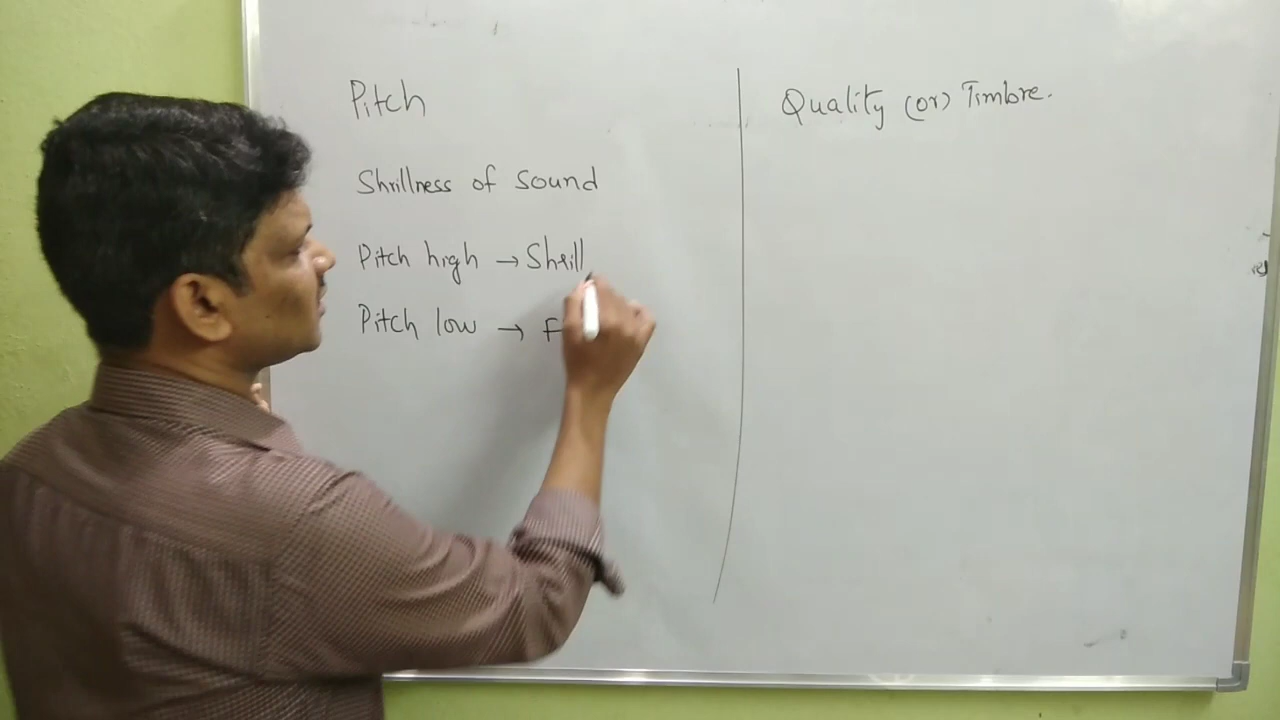 Pitch
Shrillness of sound
Pitch high → Shrill
Pitch low → F
Quality (or) Timbre.